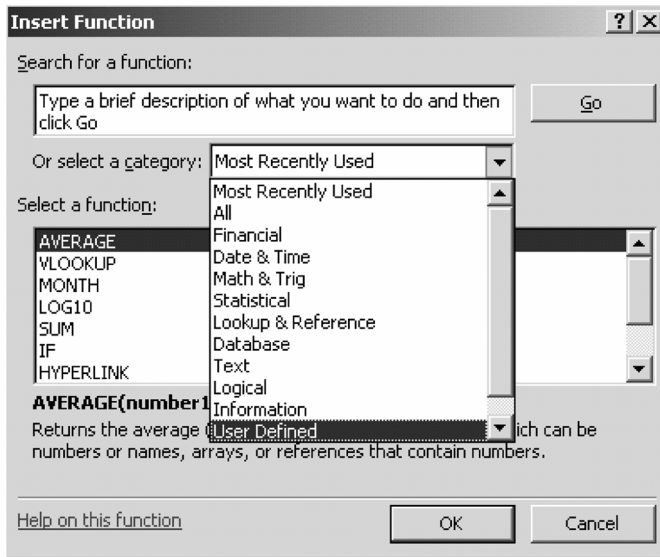 Insert Function
Search for a function:
Type a brief description of what you want to do and then
click Go
Go
Or select a category:
Most Recently Used
Most Recently Used
All
Financial
Date & Time
Math & Trig
Statistical
Lookup & Reference
Database
Text
Logical
Information
User Defined
Select a function:
AVERAGE
VLOOKUP
MONTH
LOG10
SUM
IF
HYPERLINK
AVERAGE(number1
Returns the average ich can be
numbers or names, arrays, or references that contain numbers.
Help on this function
OK
Cancel